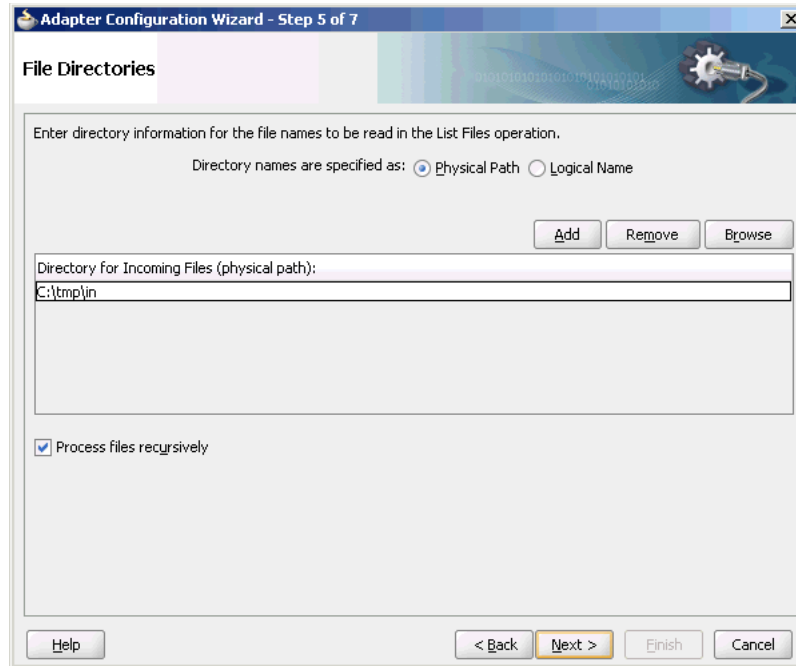 Adapter Configuration Wizard - Step 5 of 7
File Directories
Enter directory information for the file names to be read in the List Files operation.
Directory names are specified as: Physical Path Logical Name
Add Remove Browse
Directory for Incoming Files (physical path):
C:\tmp\in
Process files recursively
Help < Back Next > Finish Cancel